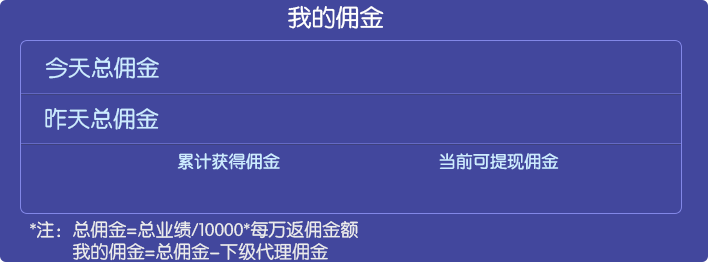 我的佣金
今天总佣金
昨天总佣金
累计获得佣金 当前可提现佣金
*注：总佣金=总业绩/10000*每万返佣金额
我的佣金=总佣金-下级代理佣金